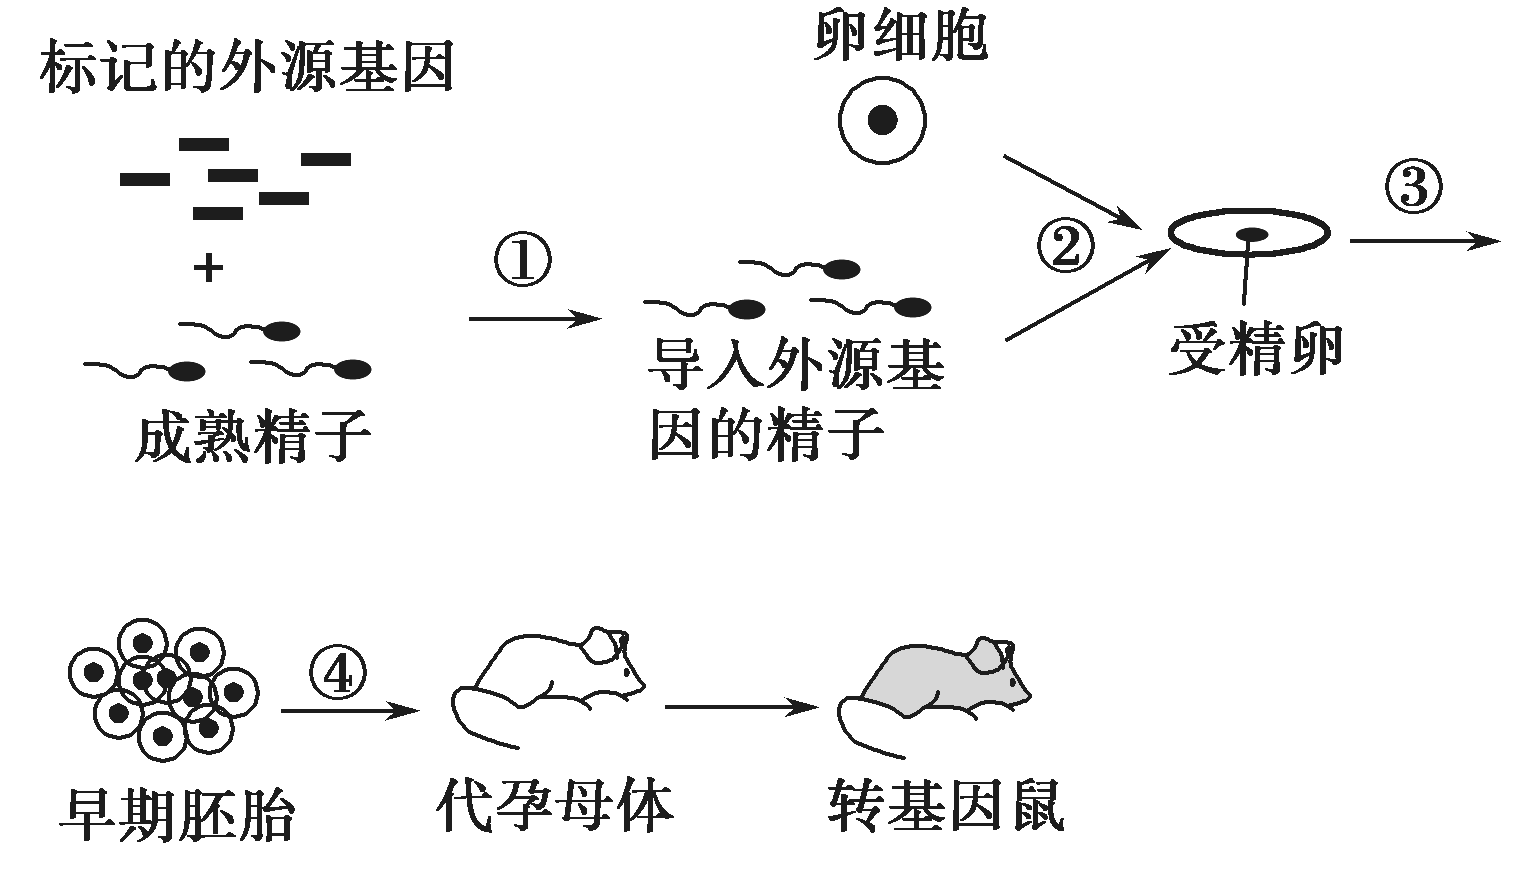 标记的外源基因
+
成熟精子
①
导入外源基
因的精子
卵细胞
②
受精卵
③
早期胚胎
④
代孕母体
转基因鼠